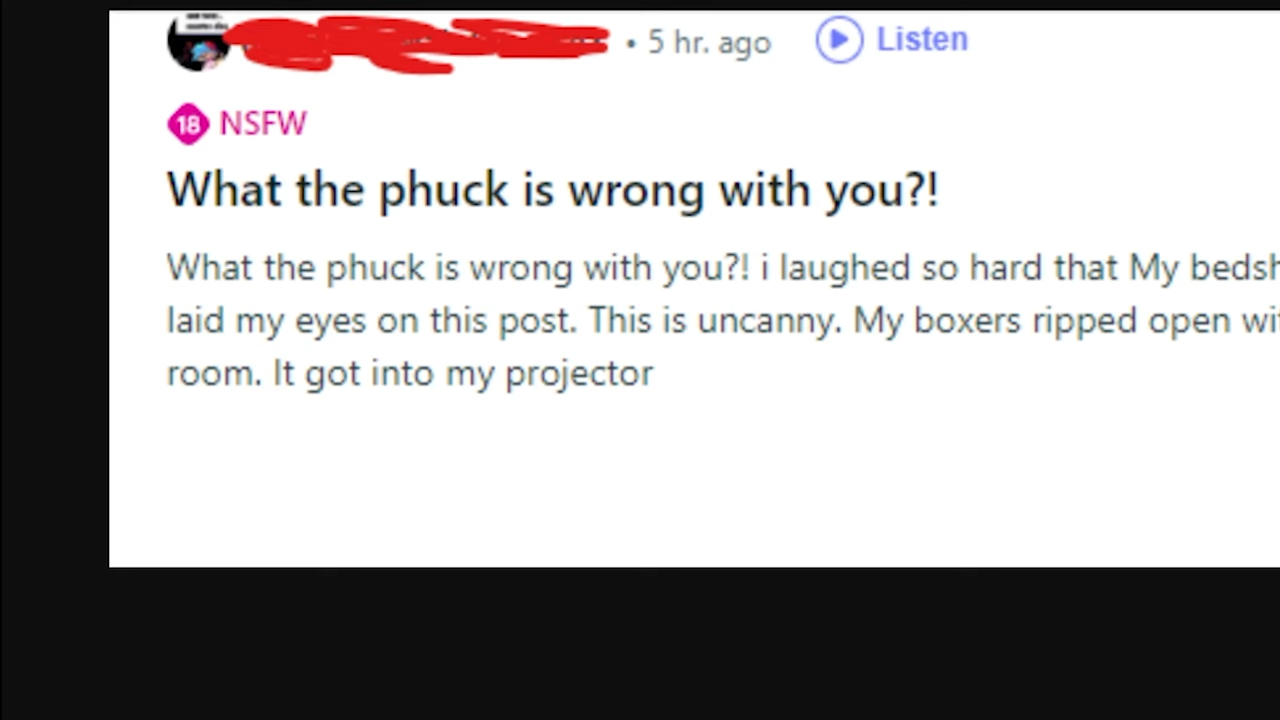 • 5 hr. ago Listen
18 NSFW
What the phuck is wrong with you?!
What the phuck is wrong with you?! i laughed so hard that My bedsh
laid my eyes on this post. This is uncanny. My boxers ripped open wi
room. It got into my projector